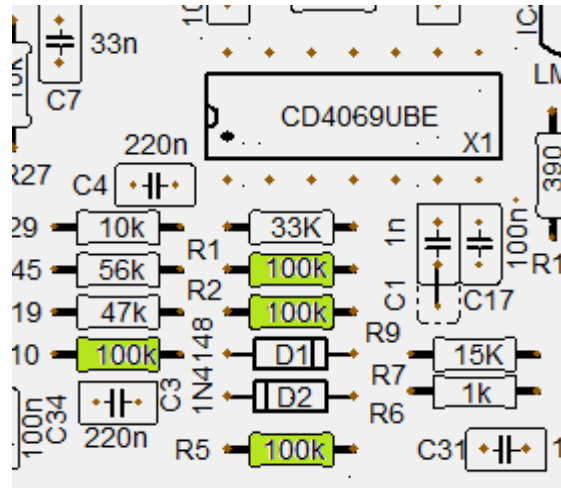 33n
C7
CD4069UBE
X1
LM
220n
C4
R27
390
29
10k
33K
1n
100n
R1
45
56k
R1
100k
19
47k
R2
100k
C1
C17
10
100k
1N4148
D1
R9
15K
R7
D2
1k
R6
100n
C34
C3
220n
R5
100k
C31